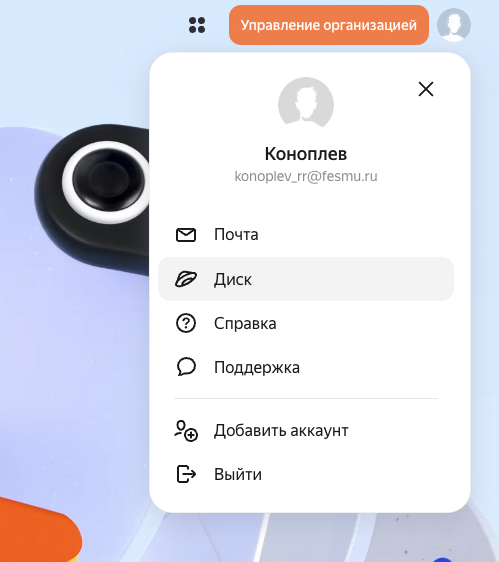 Управление организацией
Коноплев
konoplev_rr@fesmu.ru
Почта
Диск
Справка
Поддержка
Добавить аккаунт
Выйти